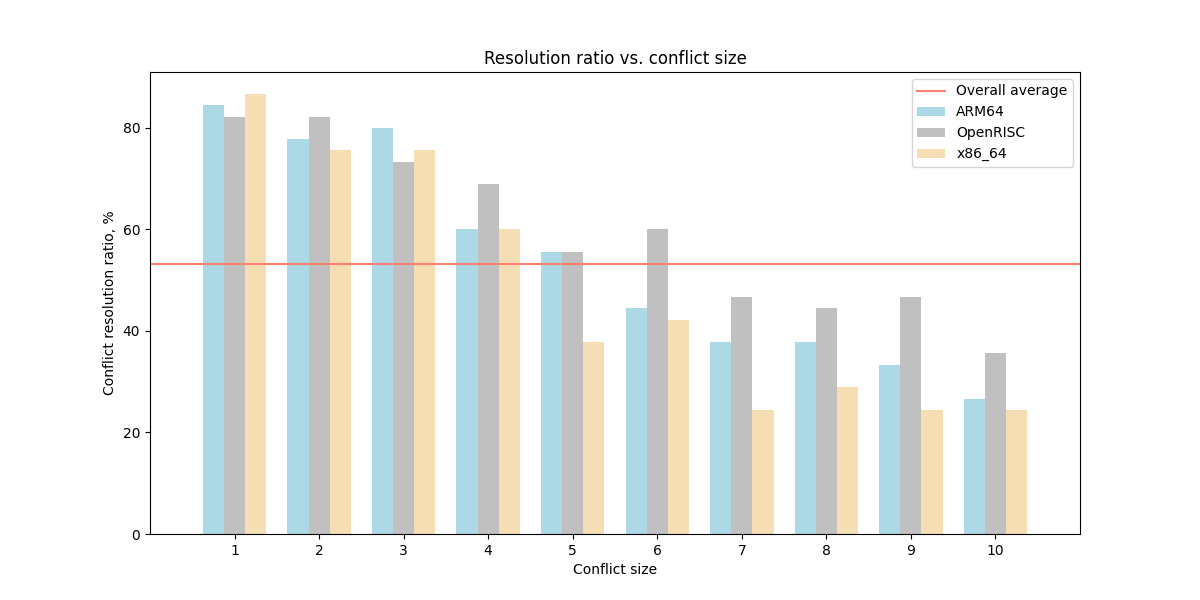 Resolution ratio vs. conflict size
Overall average
ARM64
OpenRISC
x86_64
Conflict resolution ratio, %
80
60
40
20
0
1 2 3 4 5 6 7 8 9 10
Conflict size